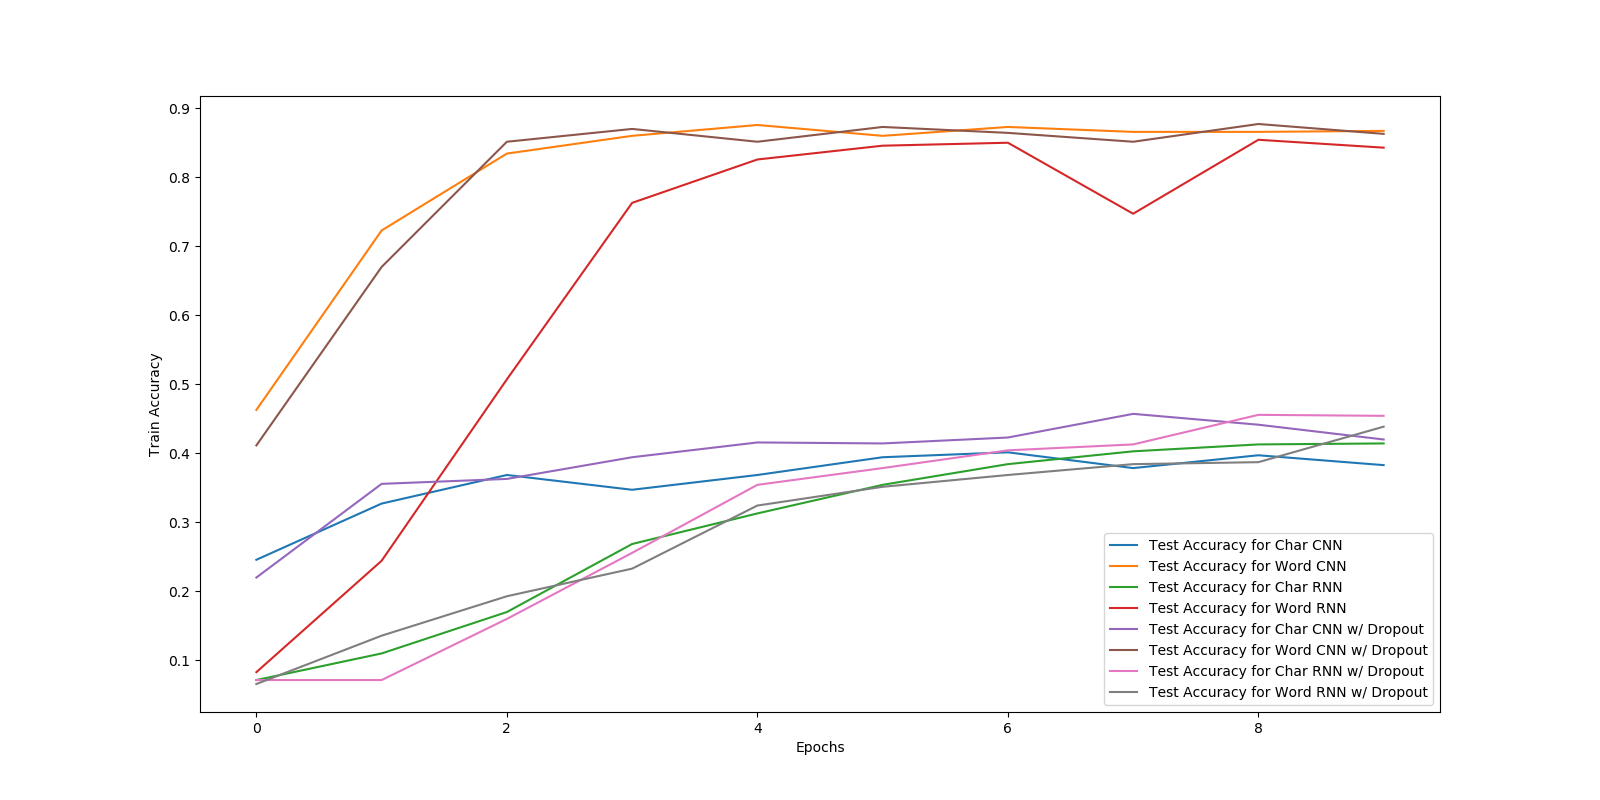 0.9
0.8
0.7
0.6
0.5
0.4
0.3
0.2
0.1
Train Accuracy
0 2 4 6 8
Epochs
Test Accuracy for Char CNN
Test Accuracy for Word CNN
Test Accuracy for Char RNN
Test Accuracy for Word RNN
Test Accuracy for Char CNN w/ Dropout
Test Accuracy for Word CNN w/ Dropout
Test Accuracy for Char RNN w/ Dropout
Test Accuracy for Word RNN w/ Dropout